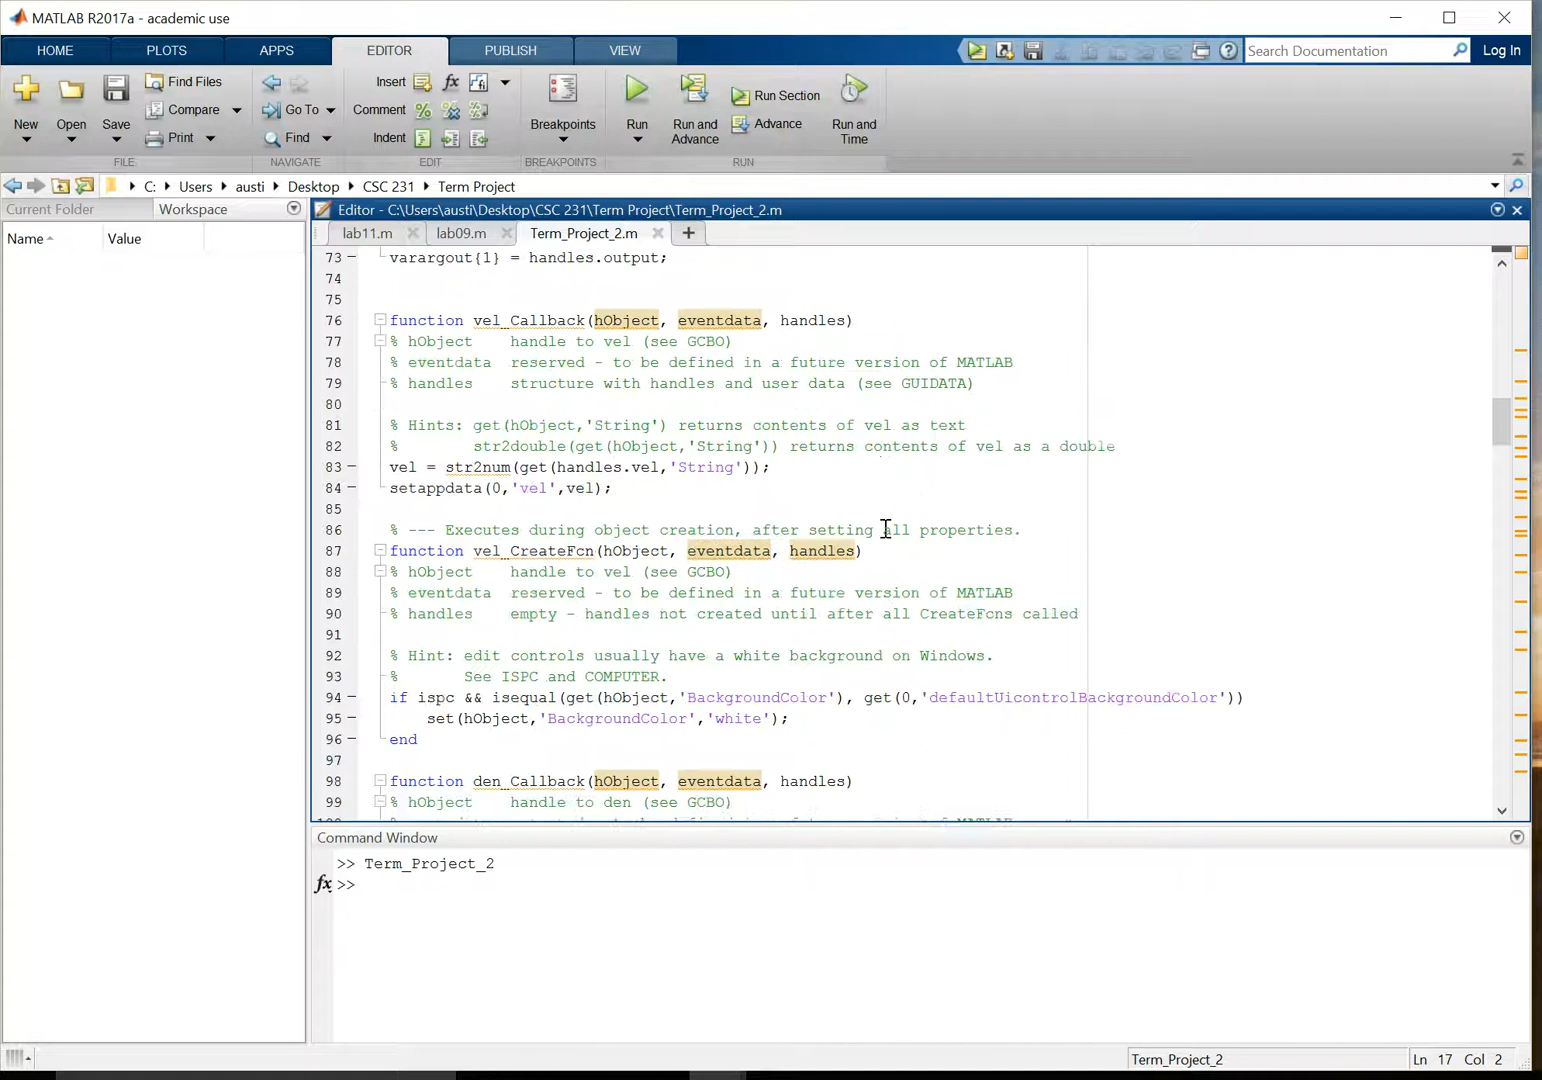 MATLAB R2017a - academic use
HOME PLOTS APPS EDITOR PUBLISH VIEW Search Documentation Log In
New Open Save Find Files Compare Print
FILE
Go To Find
NAVIGATE
Insert fx
Comment
Indent
EDIT
Breakpoints
BREAKPOINTS
Run Run and Advance Run Section Advance Run and Time
RUN
C: Users austi Desktop CSC 231 Term Project
Current Folder Workspace
Name Value
Editor - C:\Users\austi\Desktop\CSC 231\Term Project\Term_Project_2.m
lab11.m lab09.m Term_Project_2.m
73 varargout{1} = handles.output;
74
75
76 function vel_Callback(hObject, eventdata, handles)
77 % hObject    handle to vel (see GCBO)
78 % eventdata  reserved - to be defined in a future version of MATLAB
79 % handles    structure with handles and user data (see GUIDATA)
80
81 % Hints: get(hObject,'String') returns contents of vel as text
82 %        str2double(get(hObject,'String')) returns contents of vel as a double
83 vel = str2num(get(handles.vel,'String'));
84 setappdata(0,'vel',vel);
85
86 % --- Executes during object creation, after setting all properties.
87 function vel_CreateFcn(hObject, eventdata, handles)
88 % hObject    handle to vel (see GCBO)
89 % eventdata  reserved - to be defined in a future version of MATLAB
90 % handles    empty - handles not created until after all CreateFcns called
91
92 % Hint: edit controls usually have a white background on Windows.
93 %       See ISPC and COMPUTER.
94 if ispc && isequal(get(hObject,'BackgroundColor'), get(0,'defaultUicontrolBackgroundColor'))
95     set(hObject,'BackgroundColor','white');
96 end
97
98 function den_Callback(hObject, eventdata, handles)
99 % hObject    handle to den (see GCBO)
Command Window
>> Term_Project_2
fx >>
Term_Project_2 Ln 17 Col 2